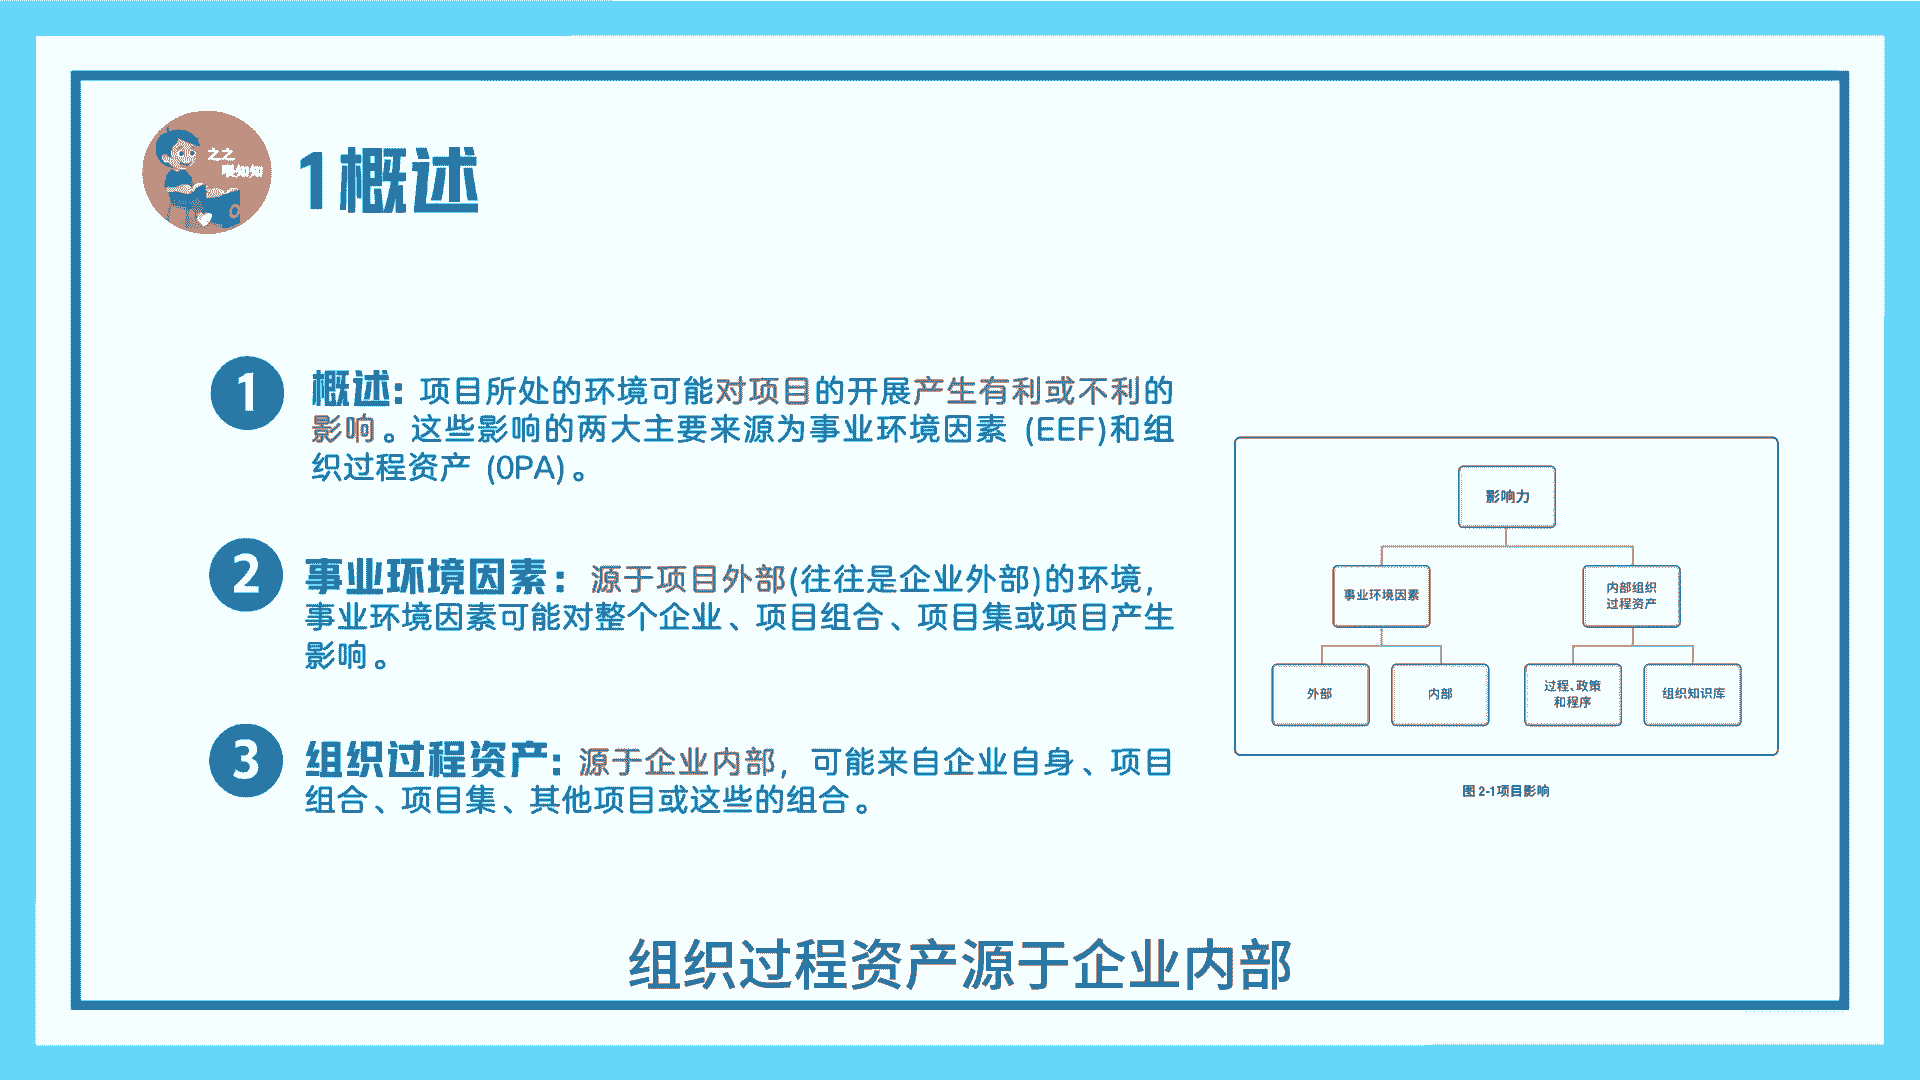 之之
喂知知
1概述
1
概述: 项目所处的环境可能对项目的开展产生有利或不利的
影响。这些影响的两大主要来源为事业环境因素 (EEF)和组
织过程资产 (OPA)。
2
事业环境因素: 源于项目外部(往往是企业外部)的环境,
事业环境因素可能对整个企业、项目组合、项目集或项目产生
影响。
3
组织过程资产: 源于企业内部, 可能来自企业自身、项目
组合、项目集、其他项目或这些的组合。
影响力
事业环境因素
内部组织
过程资产
外部
内部
过程、政策
和程序
组织知识库
图 2-1项目影响
组织过程资产源于企业内部